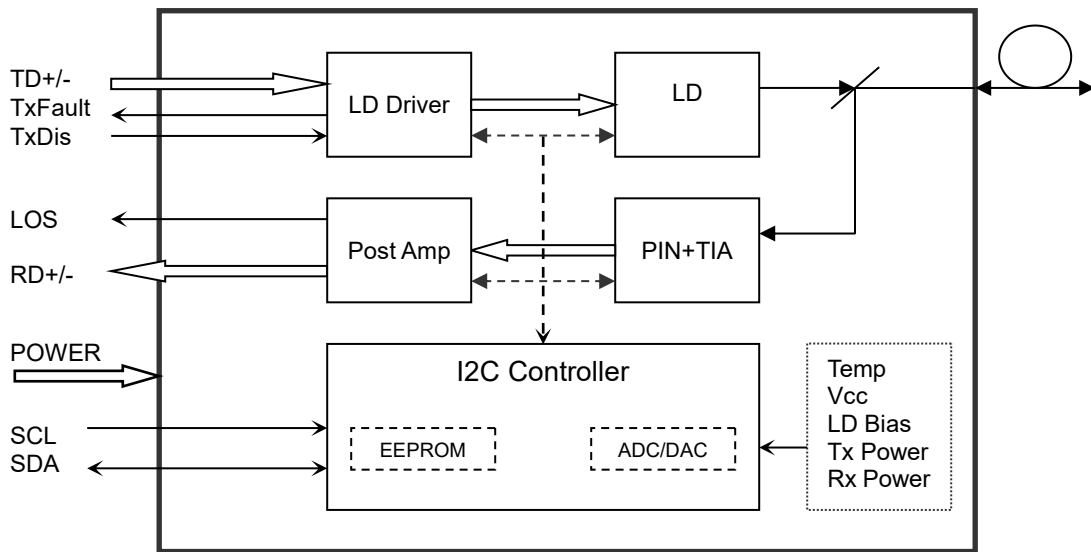 TD+/-
TxFault
TxDis
LD Driver
LD
LOS
RD+/-
Post Amp
PIN+TIA
POWER
SCL
SDA
I2C Controller
EEPROM
ADC/DAC
Temp
Vcc
LD Bias
Tx Power
Rx Power